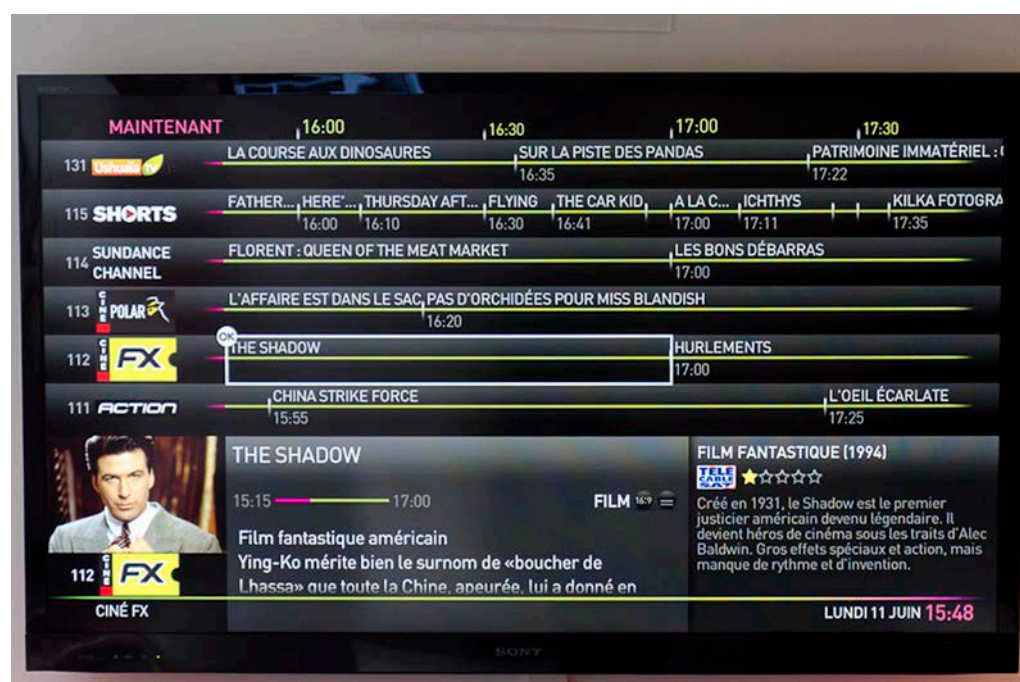 MAINTENANT 16:00 16:30 17:00 17:30
131 Ushuaïa TV LA COURSE AUX DINOSAURES SUR LA PISTE DES PANDAS PATRIMOINE IMMATÉRIEL :
16:35 17:22
115 SHORTS FATHER... HERE'... THURSDAY AFT... FLYING THE CAR KID A LA C... ICHTHYS KILKA FOTOGRA
16:00 16:10 16:30 16:41 17:00 17:11 17:35
114 SUNDANCE CHANNEL FLORENT : QUEEN OF THE MEAT MARKET LES BONS DÉBARRAS
17:00
113 CINE POLAR L'AFFAIRE EST DANS LE SAC PAS D'ORCHIDÉES POUR MISS BLANDISH
16:20
OK
112 CINE FX THE SHADOW HURLEMENTS
17:00
111 ACTION CHINA STRIKE FORCE L'OEIL ÉCARLATE
15:55 17:25
THE SHADOW
15:15 17:00 FILM 16:9
Film fantastique américain
Ying-Ko mérite bien le surnom de «boucher de
Lhassa» que toute la Chine, apeurée, lui a donné en
FILM FANTASTIQUE (1994)
TELE CABLE SAT
Créé en 1931, le Shadow est le premier
justicier américain devenu légendaire. Il
devient héros de cinéma sous les traits d'Alec
Baldwin. Gros effets spéciaux et action, mais
manque de rythme et d'invention.
112 CINE FX
CINÉ FX
LUNDI 11 JUIN 15:48
SONY